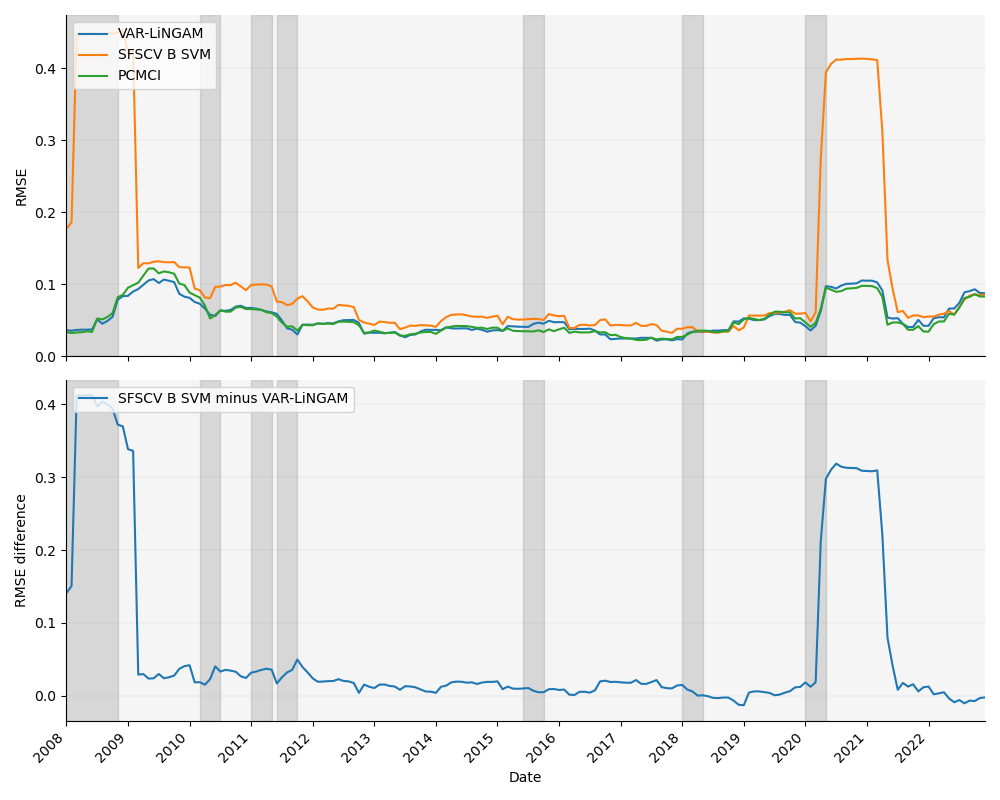 VAR-LiNGAM
SFSCV B SVM
PCMCI
0.4
0.3
0.2
0.1
0.0
RMSE
SFSCV B SVM minus VAR-LiNGAM
0.4
0.3
0.2
0.1
0.0
RMSE difference
2008 2009 2010 2011 2012 2013 2014 2015 2016 2017 2018 2019 2020 2021 2022
Date